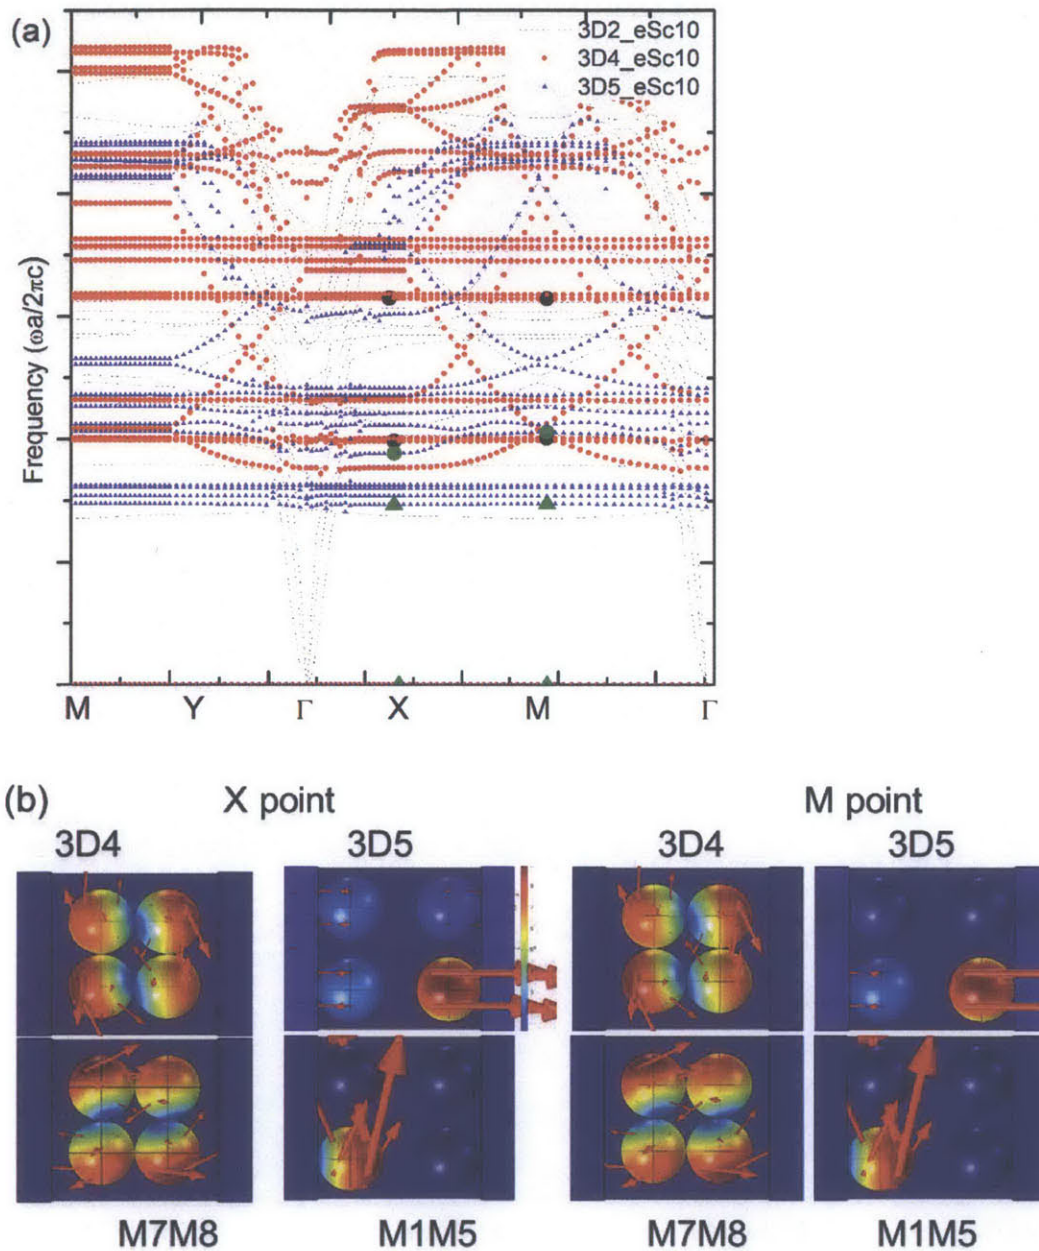 (a)
3D2_eSc10
3D4_eSc10
3D5_eSc10
Frequency (ωa/2πc)
M Y Γ X M Γ
(b) X point M point
3D4 3D5 3D4 3D5
M7M8 M1M5 M7M8 M1M5